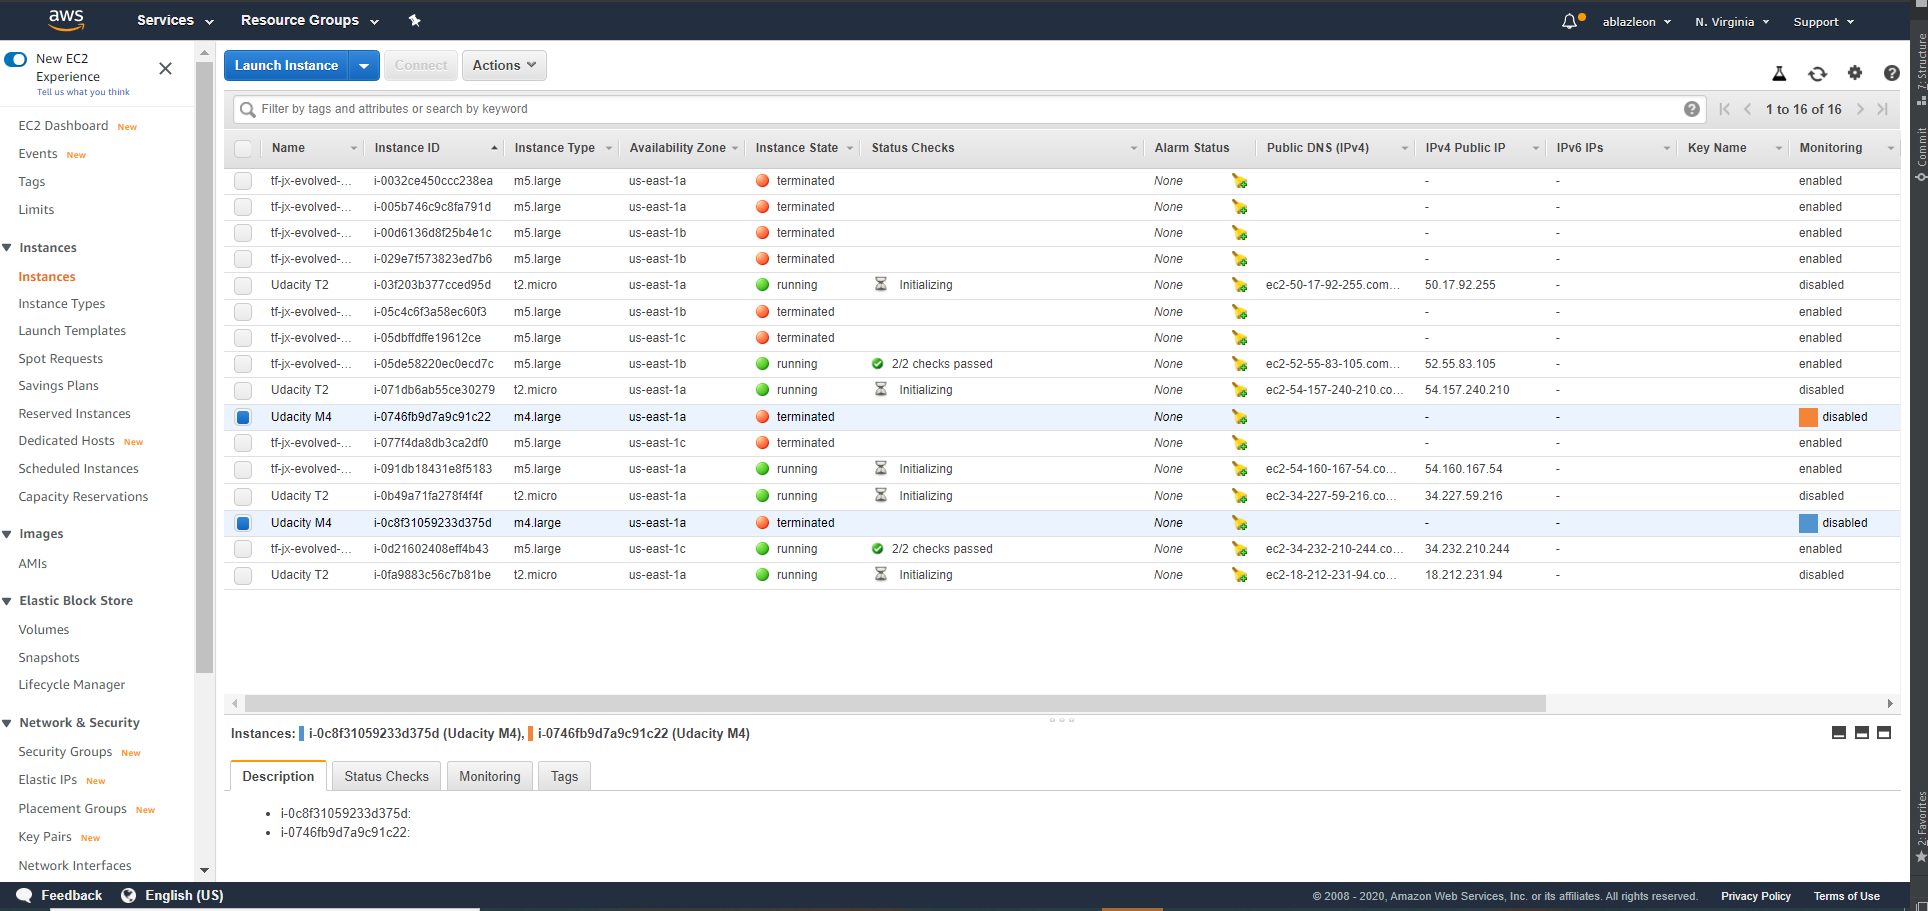 aws Services Resource Groups ablazleon N. Virginia Support
New EC2 Experience
Tell us what you think
EC2 Dashboard New
Events New
Tags
Limits
Instances
Instances
Instance Types
Launch Templates
Spot Requests
Savings Plans
Reserved Instances
Dedicated Hosts New
Scheduled Instances
Capacity Reservations
Images
AMIs
Elastic Block Store
Volumes
Snapshots
Lifecycle Manager
Network & Security
Security Groups New
Elastic IPs New
Placement Groups New
Key Pairs New
Network Interfaces
Launch Instance Connect Actions
Filter by tags and attributes or search by keyword 1 to 16 of 16
Name Instance ID Instance Type Availability Zone Instance State Status Checks Alarm Status Public DNS (IPv4) IPv4 Public IP IPv6 IPs Key Name Monitoring
tf-jx-evolved-... i-0032ce450ccc238ea m5.large us-east-1a terminated None - - enabled
tf-jx-evolved-... i-005b746c9c8fa791d m5.large us-east-1a terminated None - - enabled
tf-jx-evolved-... i-00d6136d8f25b4e1c m5.large us-east-1b terminated None - - enabled
tf-jx-evolved-... i-029e7f573823ed7b6 m5.large us-east-1b terminated None - - enabled
Udacity T2 i-03f203b377cced95d t2.micro us-east-1a running Initializing None ec2-50-17-92-255.com... 50.17.92.255 - disabled
tf-jx-evolved-... i-05c4c6f3a58ec60f3 m5.large us-east-1b terminated None - - enabled
tf-jx-evolved-... i-05dbffdffe19612ce m5.large us-east-1c terminated None - - enabled
tf-jx-evolved-... i-05de58220ec0ecd7c m5.large us-east-1b running 2/2 checks passed None ec2-52-55-83-105.com... 52.55.83.105 - enabled
Udacity T2 i-071db6ab55ce30279 t2.micro us-east-1a running Initializing None ec2-54-157-240-210.com... 54.157.240.210 - disabled
Udacity M4 i-0746fb9d7a9c91c22 m4.large us-east-1a terminated None - - disabled
tf-jx-evolved-... i-077f4da8db3ca2df0 m5.large us-east-1c terminated None - - enabled
tf-jx-evolved-... i-091db18431e8f5183 m5.large us-east-1a running Initializing None ec2-54-160-167-54.co... 54.160.167.54 - enabled
Udacity T2 i-0b49a71fa278f4f4f t2.micro us-east-1a running Initializing None ec2-34-227-59-216.co... 34.227.59.216 - disabled
Udacity M4 i-0c8f31059233d375d m4.large us-east-1a terminated None - - disabled
tf-jx-evolved-... i-0d21602408eff4b43 m5.large us-east-1c running 2/2 checks passed None ec2-34-232-210-244.co... 34.232.210.244 - enabled
Udacity T2 i-0fa9883c56c7b81be t2.micro us-east-1a running Initializing None ec2-18-212-231-94.co... 18.212.231.94 - disabled
Instances: i-0c8f31059233d375d (Udacity M4), i-0746fb9d7a9c91c22 (Udacity M4)
Description Status Checks Monitoring Tags
i-0c8f31059233d375d:
i-0746fb9d7a9c91c22:
Feedback English (US) © 2008 - 2020, Amazon Web Services, Inc. or its affiliates. All rights reserved. Privacy Policy Terms of Use
7: Structure
Commit
2: Favorites